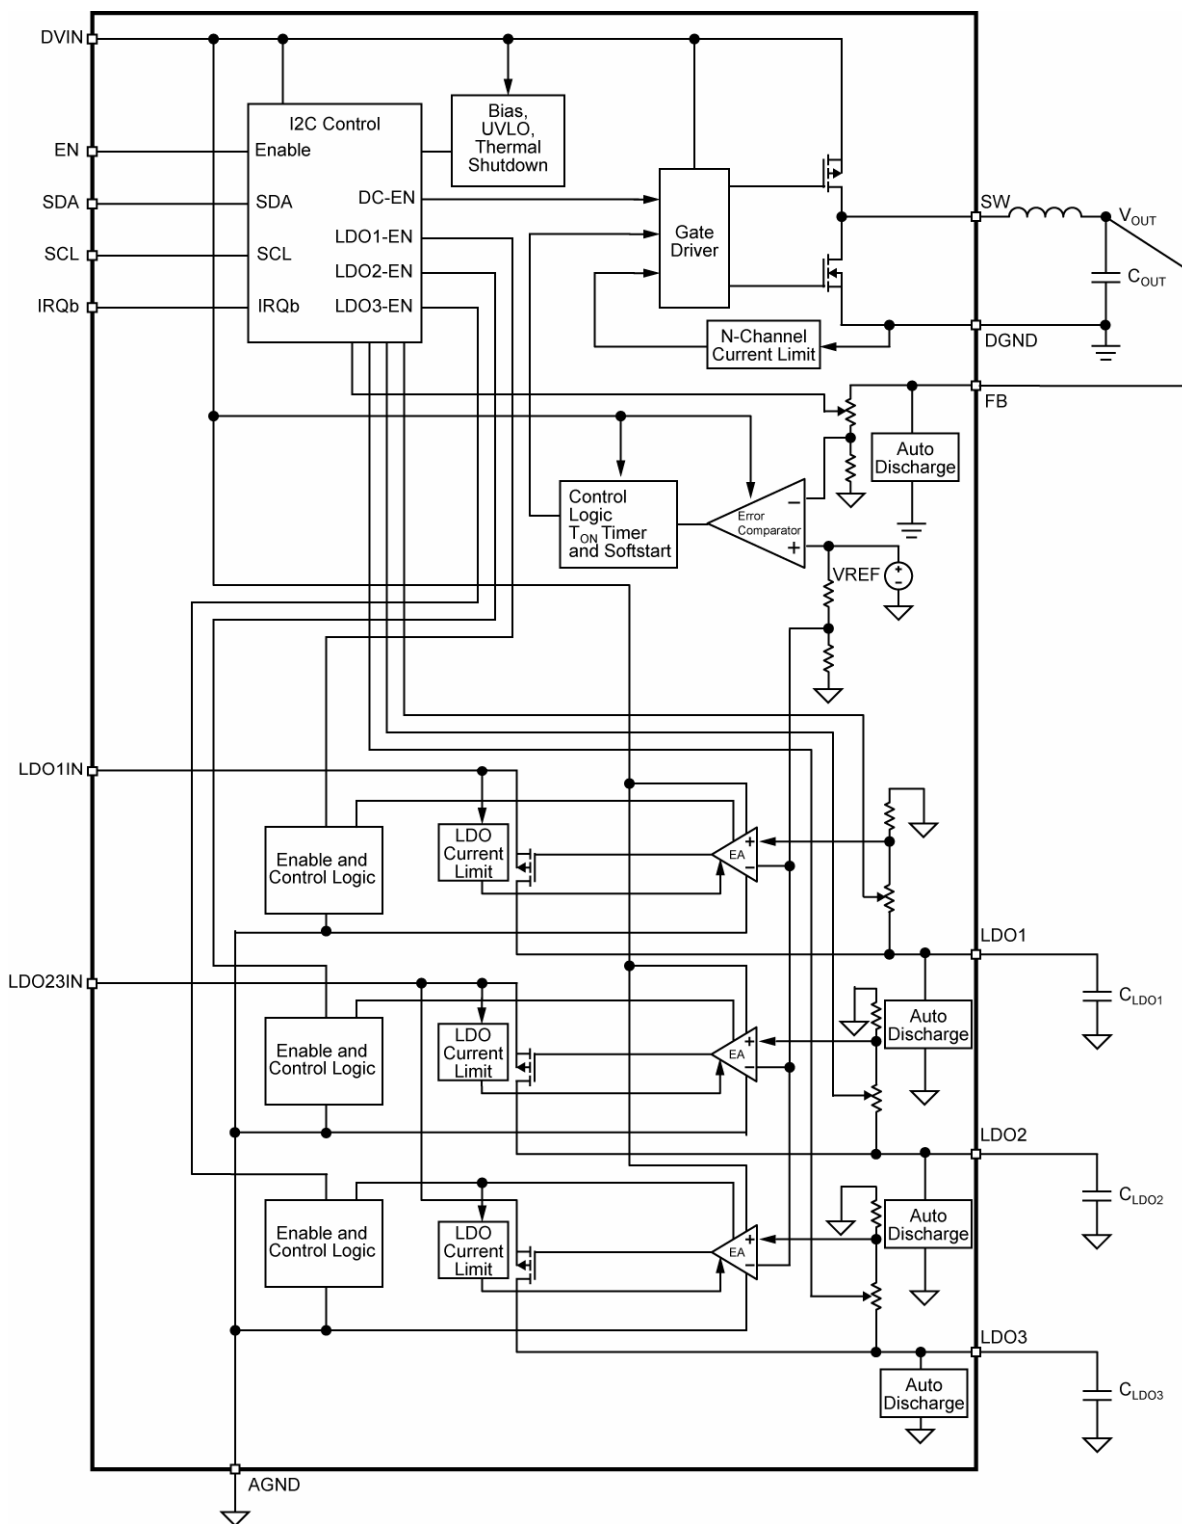 DVIN
I2C Control
Bias,
UVLO,
Thermal
Shutdown
EN
Enable
SDA
SDA
DC-EN
SW
VOUT
Gate
Driver
LDO1-EN
SCL
SCL
LDO2-EN
COUT
IRQb
IRQb
LDO3-EN
N-Channel
Current Limit
DGND
FB
Auto
Discharge
Control
Logic
TON Timer
and Softstart
Error
Comparator
−
+
VREF
+
-
LDO1IN
LDO
Current
Limit
EA
+
−
Enable and
Control Logic
LDO1
LDO23IN
CLDO1
Auto
Discharge
LDO
Current
Limit
EA
+
−
Enable and
Control Logic
LDO2
CLDO2
Auto
Discharge
Enable and
Control Logic
LDO
Current
Limit
EA
+
−
LDO3
Auto
Discharge
CLDO3
AGND